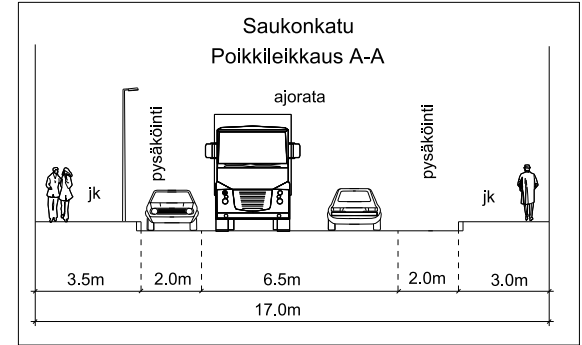 Saukonkatu
Poikkileikkaus A-A
ajorata
pysäköinti
pysäköinti
jk
jk
3.5m 2.0m 6.5m 2.0m 3.0m
17.0m